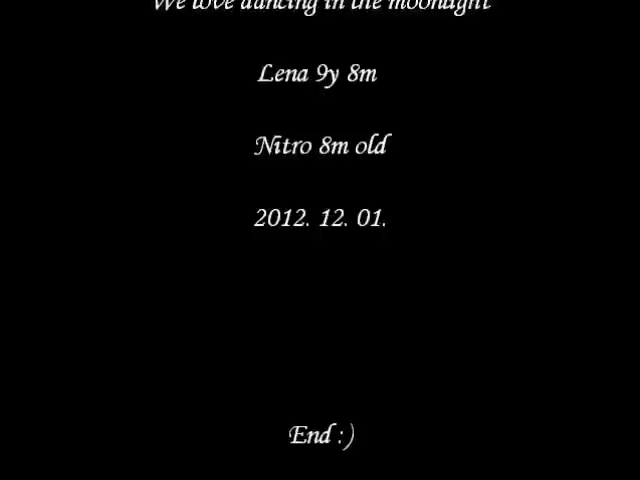 We love dancing in the moonlight
Lena 9y 8m
Nitro 8m old
2012. 12. 01.
End :)